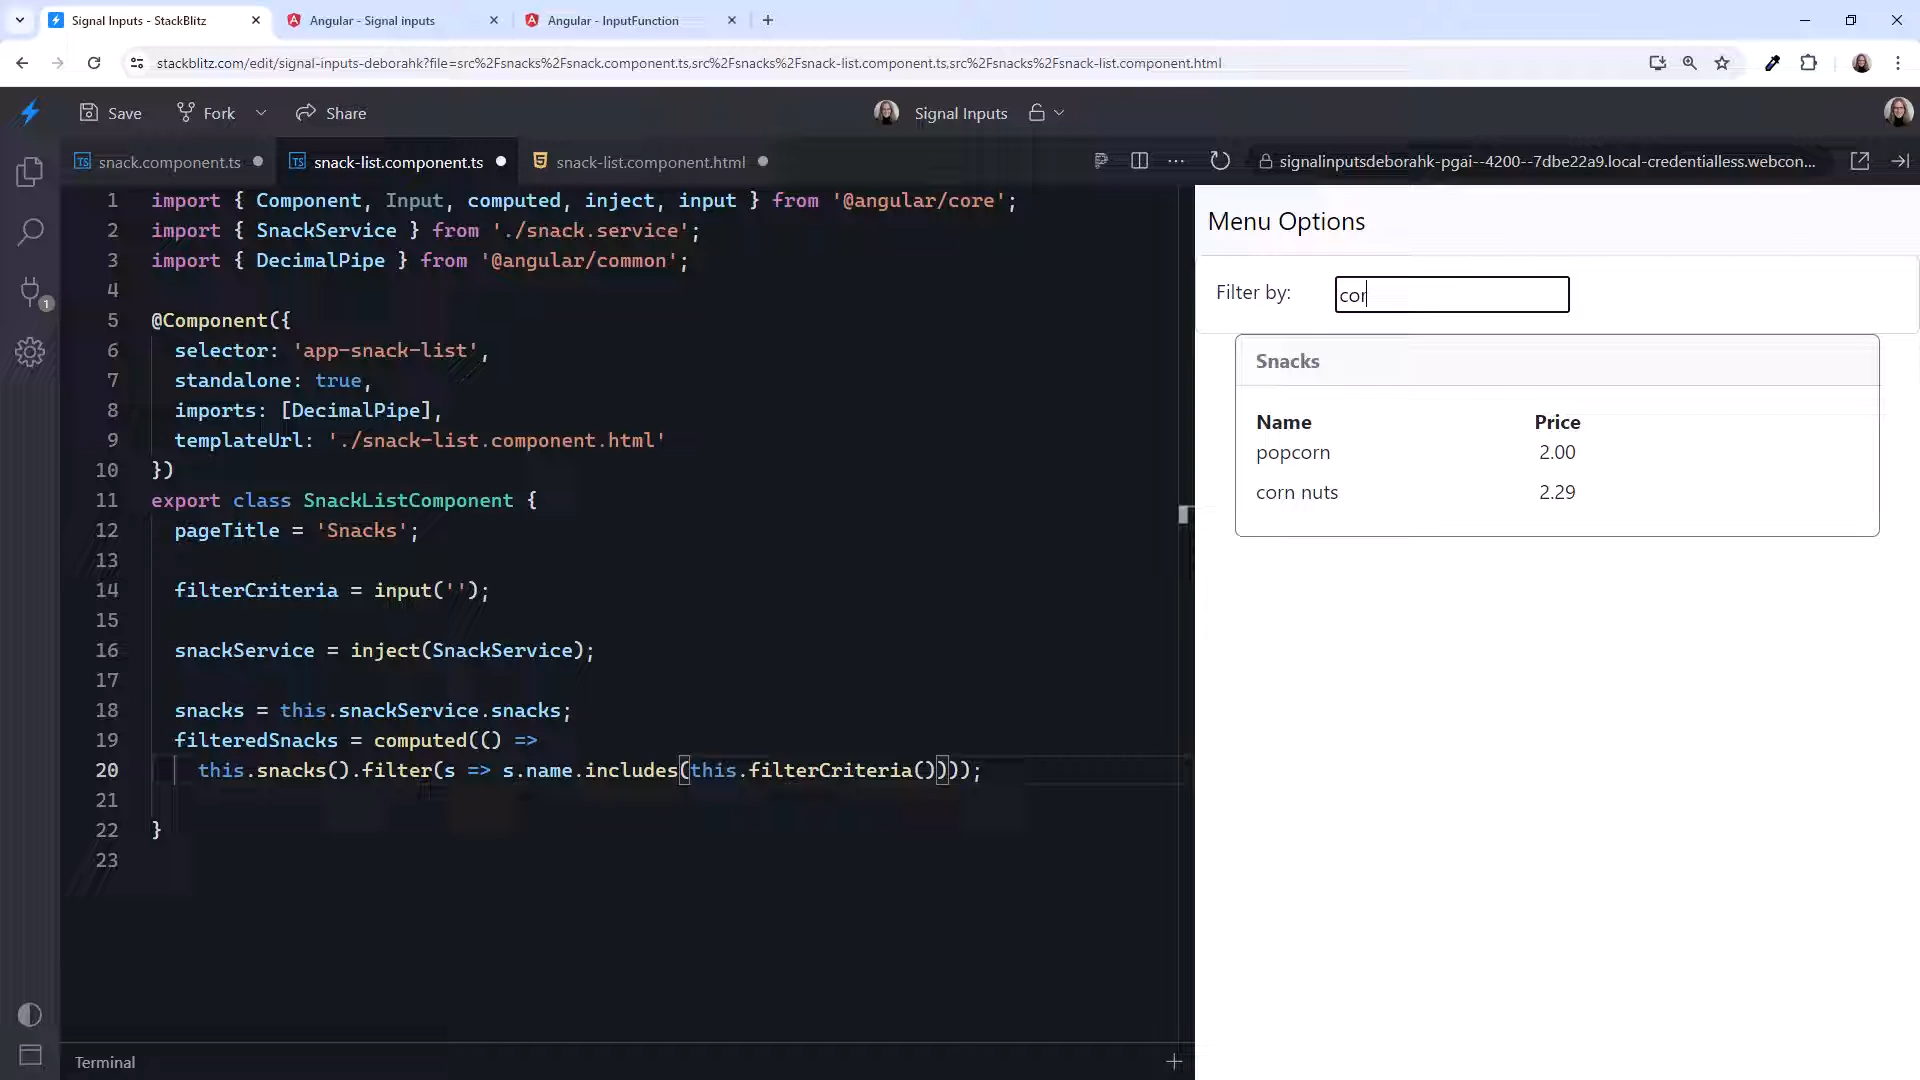 Signal Inputs - StackBlitz
Angular - Signal inputs
Angular - InputFunction
stackblitz.com/edit/signal-inputs-deborahk?file=src%2Fsnacks%2Fsnack.component.ts,src%2Fsnacks%2Fsnack-list.component.ts,src%2Fsnacks%2Fsnack-list.component.html
Save
Fork
Share
Signal Inputs
TS snack.component.ts
TS snack-list.component.ts
snack-list.component.html
signalinputsdeborahk-pgai--4200--7dbe22a9.local-credentialless.webcon...
1
1 import { Component, Input, computed, inject, input } from '@angular/core';
2 import { SnackService } from './snack.service';
3 import { DecimalPipe } from '@angular/common';
4
5 @Component({
6 selector: 'app-snack-list',
7 standalone: true,
8 imports: [DecimalPipe],
9 templateUrl: './snack-list.component.html'
10 })
11 export class SnackListComponent {
12 pageTitle = 'Snacks';
13
14 filterCriteria = input('');
15
16 snackService = inject(SnackService);
17
18 snacks = this.snackService.snacks;
19 filteredSnacks = computed(() =>
20 this.snacks().filter(s => s.name.includes(this.filterCriteria())));
21
22 }
23
Terminal
Menu Options
Filter by: cor
Snacks
Name Price
popcorn 2.00
corn nuts 2.29